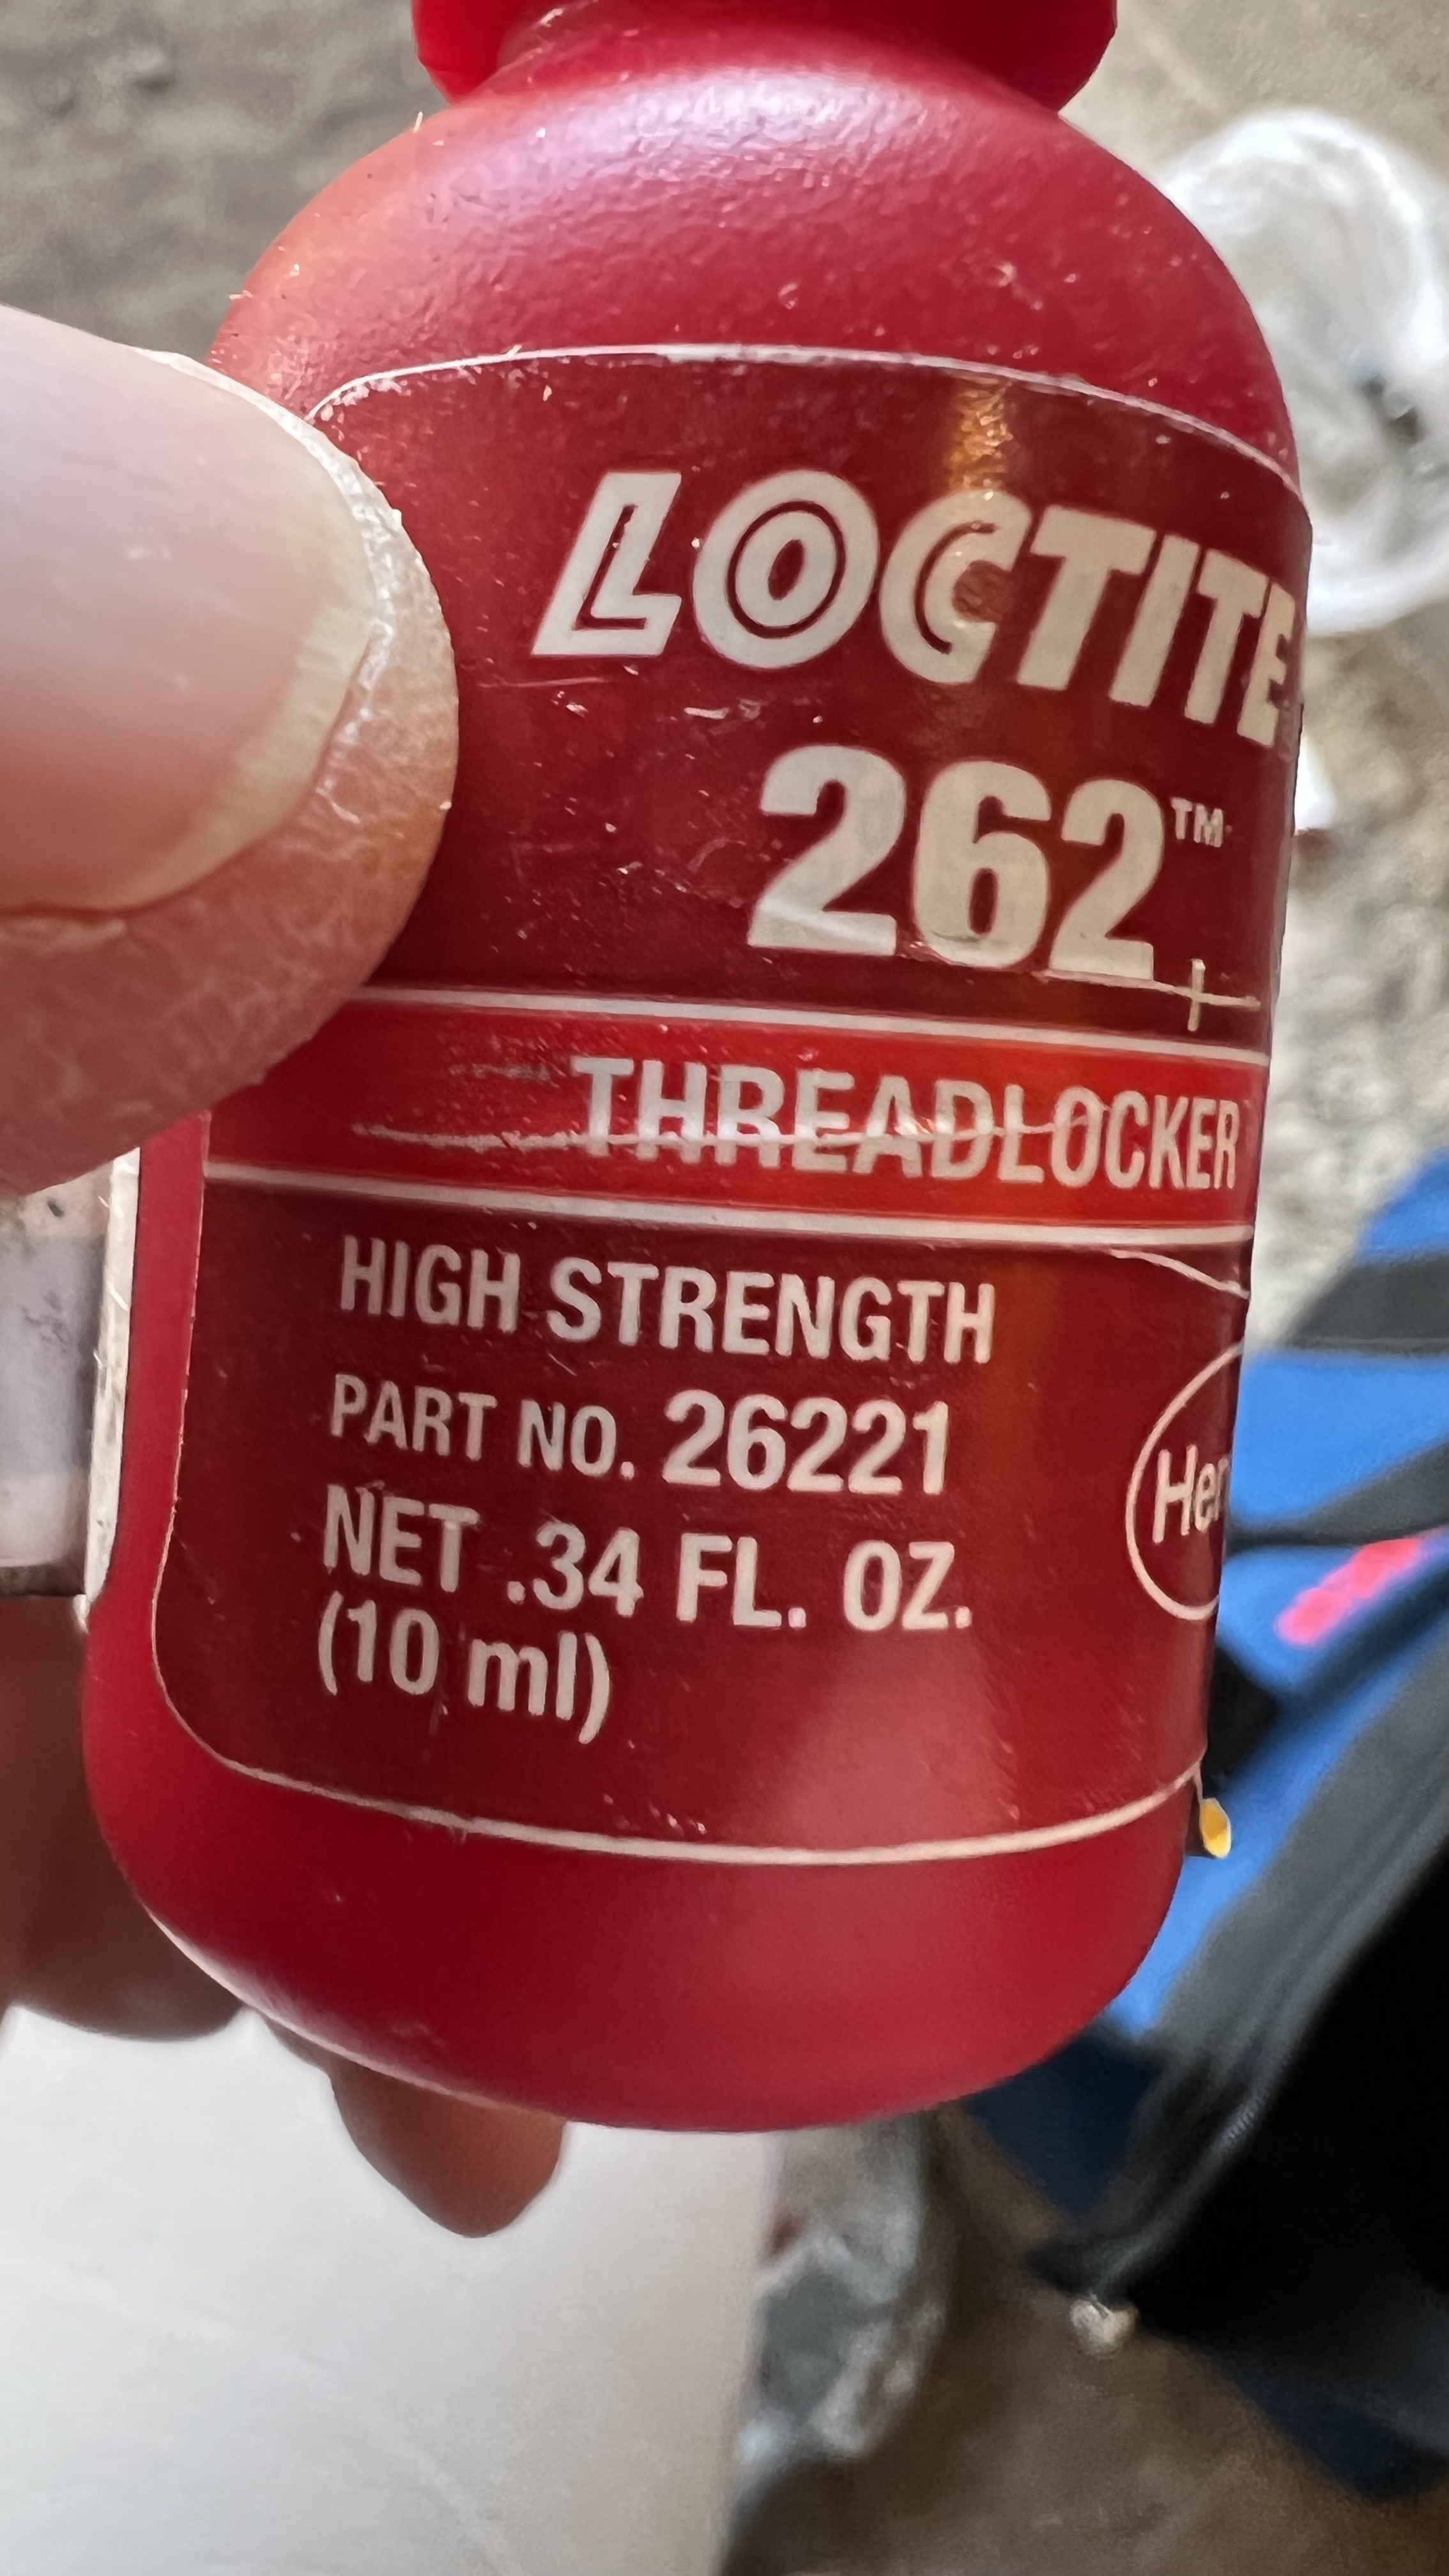 LOCTITE
262™
THREADLOCKER
HIGH STRENGTH
PART NO. 26221
NET .34 FL. OZ.
(10 ml)